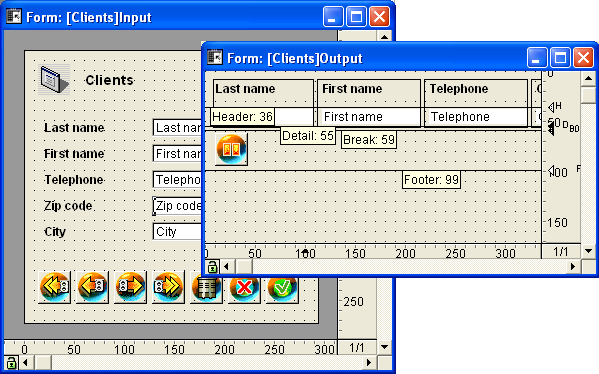 Form: [Clients]Input
Clients
Last name
Last nam
First name
First nam
Telephone
Telepho
Zip code
Zip code
City
City
250
0 50 100 150 200 250 300
1/1
Form: [Clients]Output
Last name First name Telephone
Header: 36
First name
Telephone
Detail: 55
Break: 59
Footer: 99
0
H
50
D B0
100
F
150
0 50 100 150 200 250 300
1/1